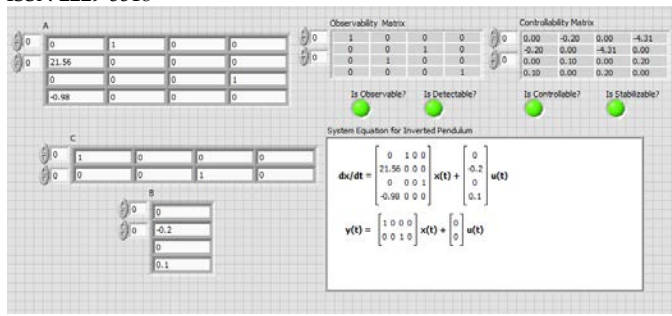 ISSN 2229-5518
A
0
0
0 1 0 0
21.56 0 0 0
0 0 0 1
-0.98 0 0 0
Observability Matrix
0
0
1 0 0 0
0 0 1 0
0 1 0 0
0 0 0 1
Is Observable? Is Detectable?
Controllability Matrix
0
0
0.00 -0.20 0.00 -4.31
-0.20 0.00 -4.31 0.00
0.00 0.10 0.00 0.20
0.10 0.00 0.20 0.00
Is Controllable? Is Stabilizable?
C
0
0
1 0 0 0
0 0 1 0
B
0
0
0
-0.2
0
0.1
System Equation for Inverted Pendulum
0 1 0 0 0
dx/dt = 21.56 0 0 0 x(t) + -0.2 u(t)
0 0 0 1 0
-0.98 0 0 0 0.1
y(t) = 1 0 0 0 x(t) + 0 u(t)
0 0 1 0 0